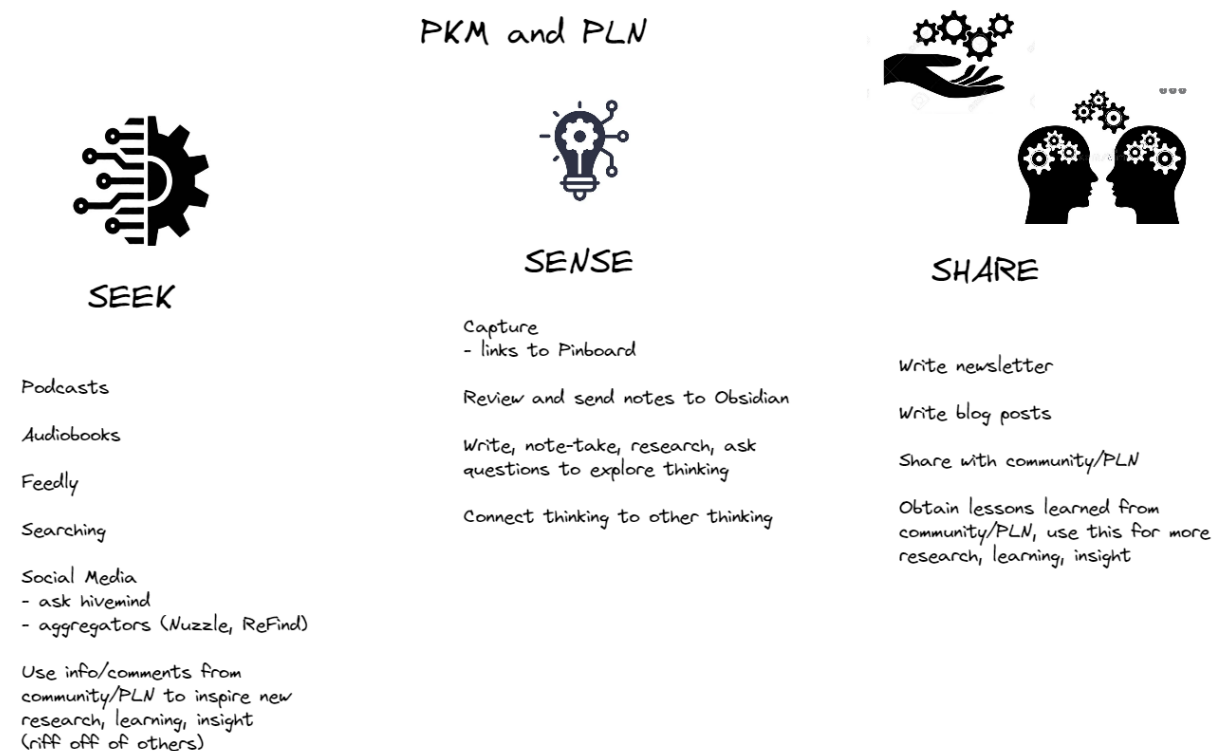 PKM and PLN
SEEK
Podcasts
Audiobooks
Feedly
Searching
Social Media
- ask hivemind
- aggregators (Nuzzle, ReFind)
Use info/comments from
community/PLN to inspire new
research, learning, insight
(riff off of others)
SENSE
Capture
- links to Pinboard
Review and send notes to Obsidian
Write, note-take, research, ask
questions to explore thinking
Connect thinking to other thinking
SHARE
Write newsletter
Write blog posts
Share with community/PLN
Obtain lessons learned from
community/PLN, use this for more
research, learning, insight